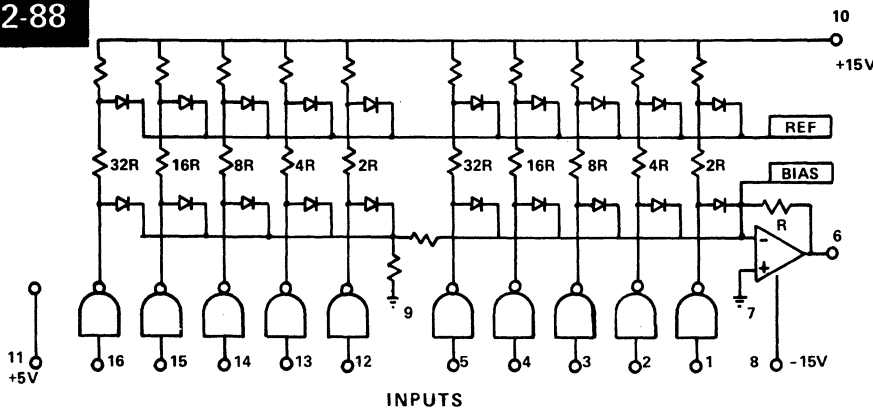 2-88
10
+15V
REF
32R 16R 8R 4R 2R 32R 16R 8R 4R 2R
BIAS
R
- 6
+
9 7
11 16 15 14 13 12 5 4 3 2 1 8 -15V
+5V
INPUTS